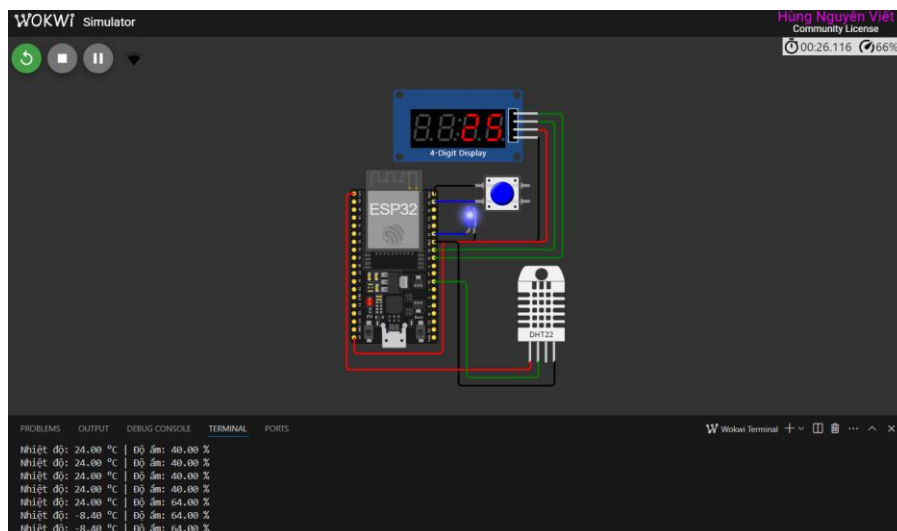 WOKWI Simulator
Hùng Nguyễn Việt
Community License
00:26.116 66%
25
4-Digit Display
ESP32
DHT22
PROBLEMS OUTPUT DEBUG CONSOLE TERMINAL PORTS
Wokwi Terminal
Nhiệt độ: 24.00 °C | Độ ẩm: 40.00 %
Nhiệt độ: 24.00 °C | Độ ẩm: 40.00 %
Nhiệt độ: 24.00 °C | Độ ẩm: 40.00 %
Nhiệt độ: 24.00 °C | Độ ẩm: 40.00 %
Nhiệt độ: 24.00 °C | Độ ẩm: 64.00 %
Nhiệt độ: -8.40 °C | Độ ẩm: 64.00 %
Nhiệt độ: -8.40 °C | Độ ẩm: 64.00 %